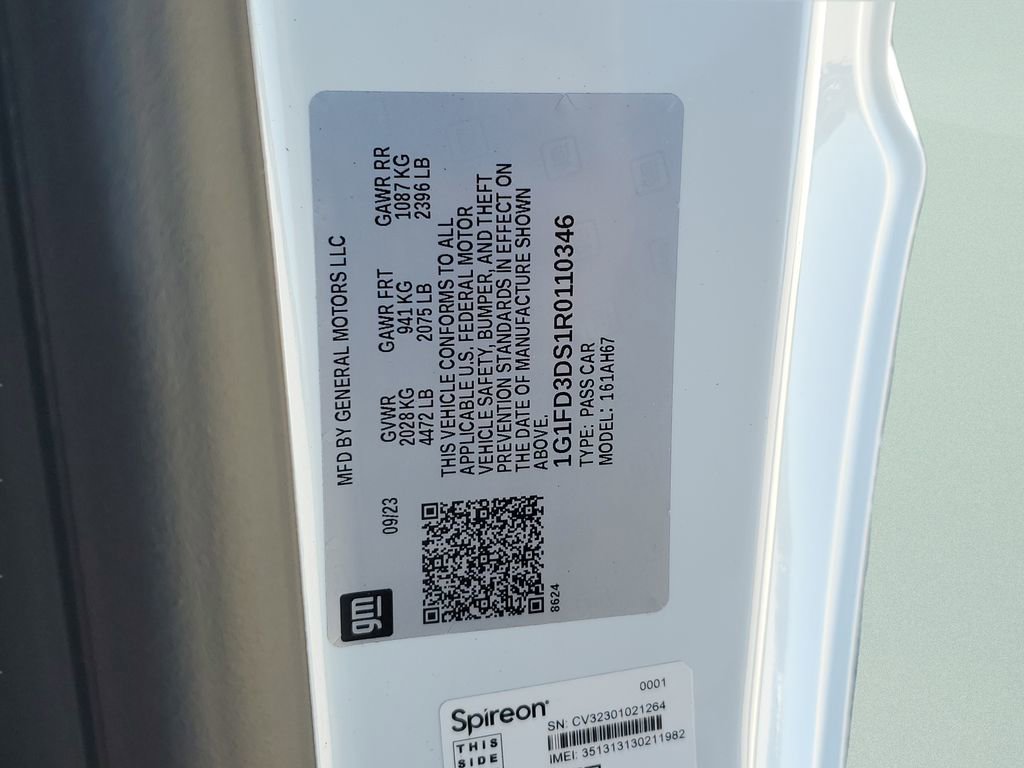 gm
MFD BY GENERAL MOTORS LLC
09/23
GVWR GAWR FRT GAWR RR
2028 KG 941 KG 1087 KG
4472 LB 2075 LB 2396 LB
THIS VEHICLE CONFORMS TO ALL
APPLICABLE U.S. FEDERAL MOTOR
VEHICLE SAFETY, BUMPER, AND THEFT
PREVENTION STANDARDS IN EFFECT ON
THE DATE OF MANUFACTURE SHOWN
ABOVE.
1G1FD3DS1R0110346
TYPE: PASS CAR
MODEL: 161AH67
8624
Spireon
0001
SN: CV32301021264
IMEI: 351313130211982
THIS
SIDE